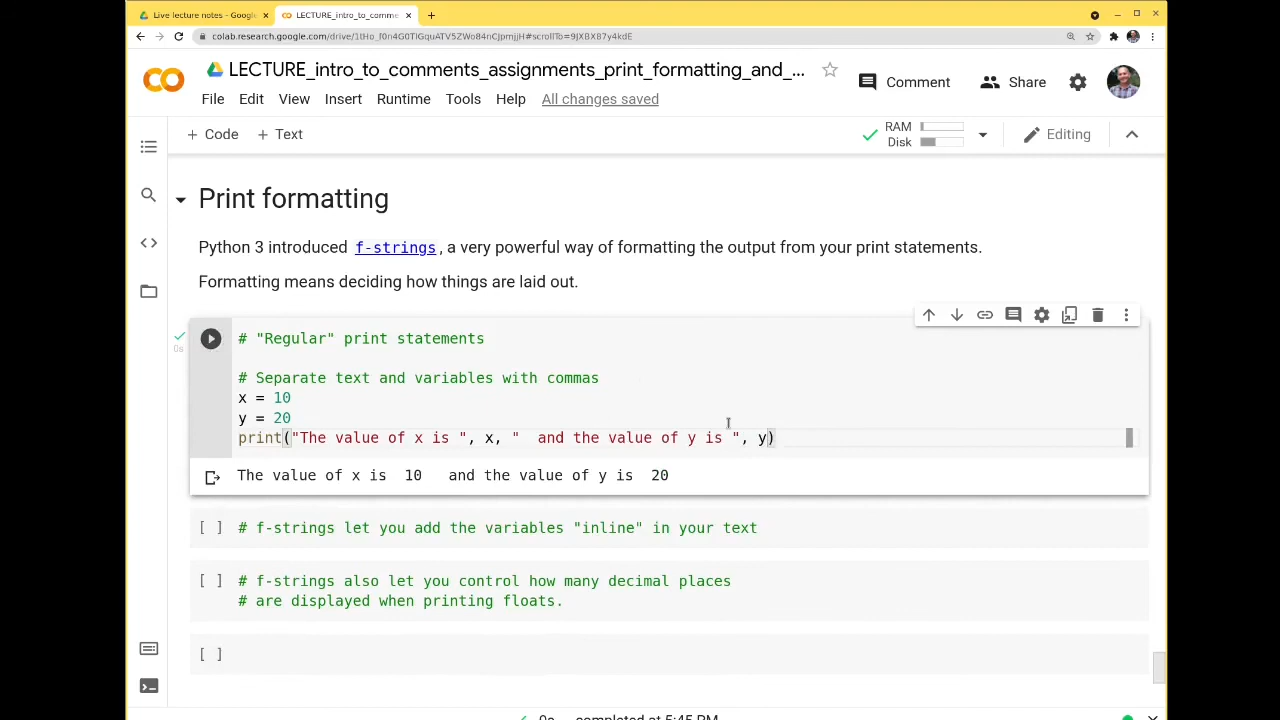 Live lecture notes - Google
LECTURE_intro_to_comme
colab.research.google.com/drive/1tHo_f0n4G0TIGquATV5ZWo84nCJpmjjH#scrollTo=9JXBX87y4kdE
LECTURE_intro_to_comments_assignments_print_formatting_and_...
Comment
Share
File Edit View Insert Runtime Tools Help All changes saved
+ Code + Text
RAM
Disk
Editing
Print formatting
Python 3 introduced f-strings, a very powerful way of formatting the output from your print statements.
Formatting means deciding how things are laid out.
# "Regular" print statements
0s
# Separate text and variables with commas
x = 10
y = 20
print("The value of x is ", x, "  and the value of y is ", y)
The value of x is  10   and the value of y is  20
[ ] # f-strings let you add the variables "inline" in your text
[ ] # f-strings also let you control how many decimal places
# are displayed when printing floats.
[ ]
0s completed at 5:45 PM